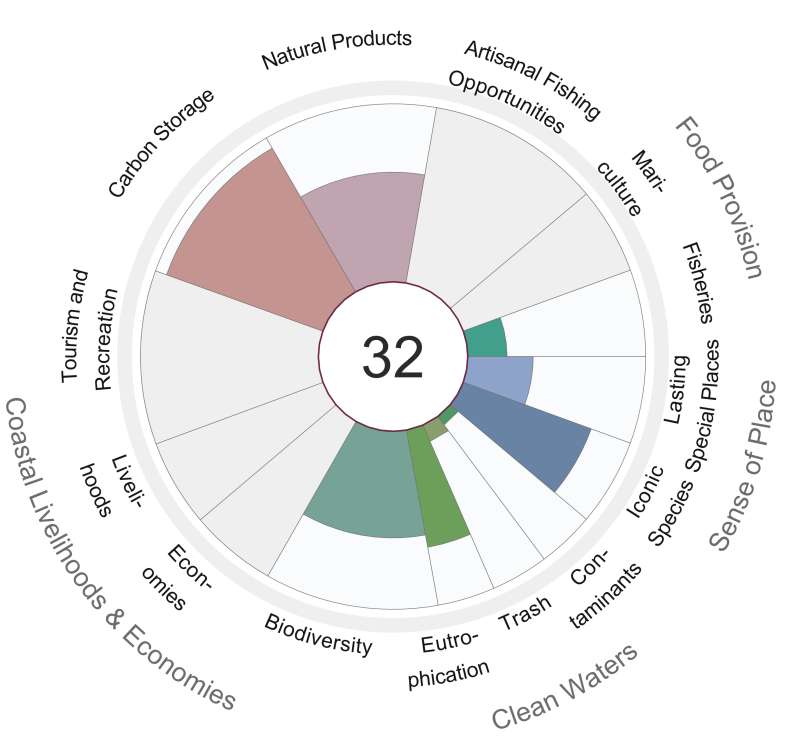 Natural Products
Artisanal Fishing
Opportunities
Mari-
culture
Food Provision
Fisheries
Lasting
Special Places
Sense of Place
Iconic
Species
Con-
taminants
Trash
Clean Waters
Eutro-
phication
Biodiversity
Econ-
omies
Liveli-
hoods
Coastal Livelihoods & Economies
Tourism and
Recreation
Carbon Storage
32